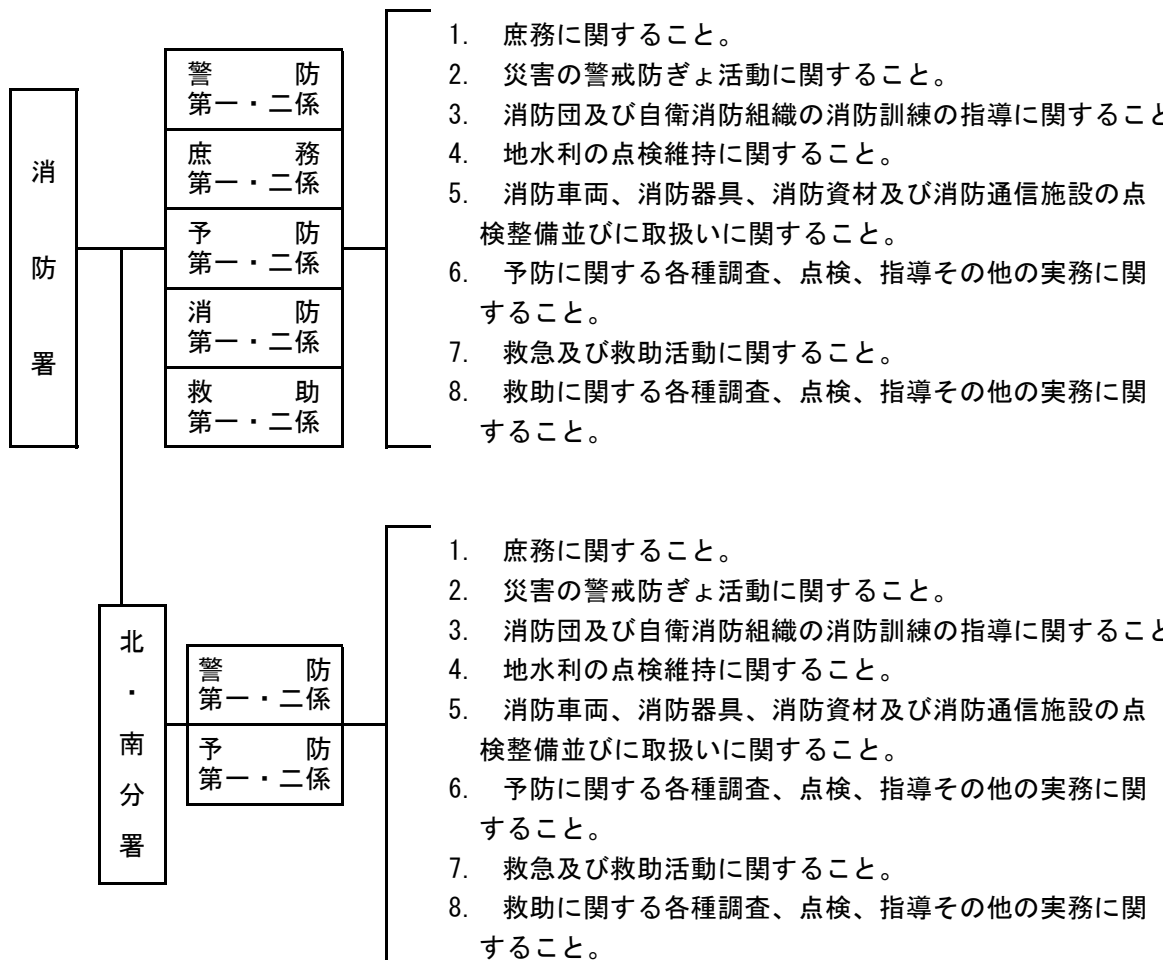 消防署
警防
第一・二係
庶務
第一・二係
予防
第一・二係
消防
第一・二係
救助
第一・二係
1. 庶務に関すること。
2. 災害の警戒防ぎょ活動に関すること。
3. 消防団及び自衛消防組織の消防訓練の指導に関すること
4. 地水利の点検維持に関すること。
5. 消防車両、消防器具、消防資材及び消防通信施設の点
検整備並びに取扱いに関すること。
6. 予防に関する各種調査、点検、指導その他の実務に関
すること。
7. 救急及び救助活動に関すること。
8. 救助に関する各種調査、点検、指導その他の実務に関
すること。
北・南分署
警防
第一・二係
予防
第一・二係
1. 庶務に関すること。
2. 災害の警戒防ぎょ活動に関すること。
3. 消防団及び自衛消防組織の消防訓練の指導に関すること
4. 地水利の点検維持に関すること。
5. 消防車両、消防器具、消防資材及び消防通信施設の点
検整備並びに取扱いに関すること。
6. 予防に関する各種調査、点検、指導その他の実務に関
すること。
7. 救急及び救助活動に関すること。
8. 救助に関する各種調査、点検、指導その他の実務に関
すること。